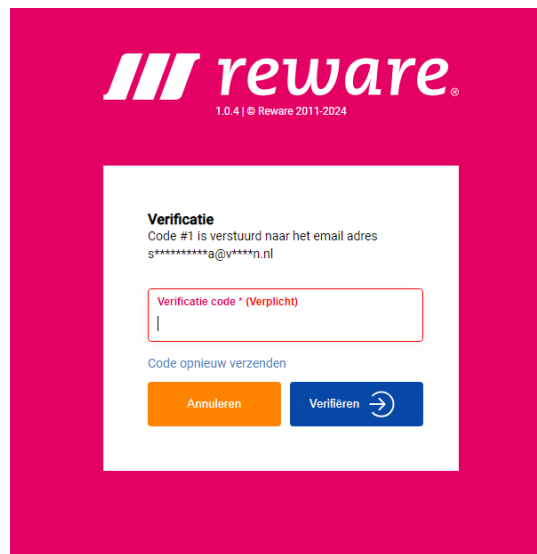 reware®
1.0.4 | © Reware 2011-2024
Verificatie
Code #1 is verstuurd naar het email adres
s**********a@v****n.nl
Verificatie code * (Verplicht)
Code opnieuw verzenden
Annuleren
Verifiëren